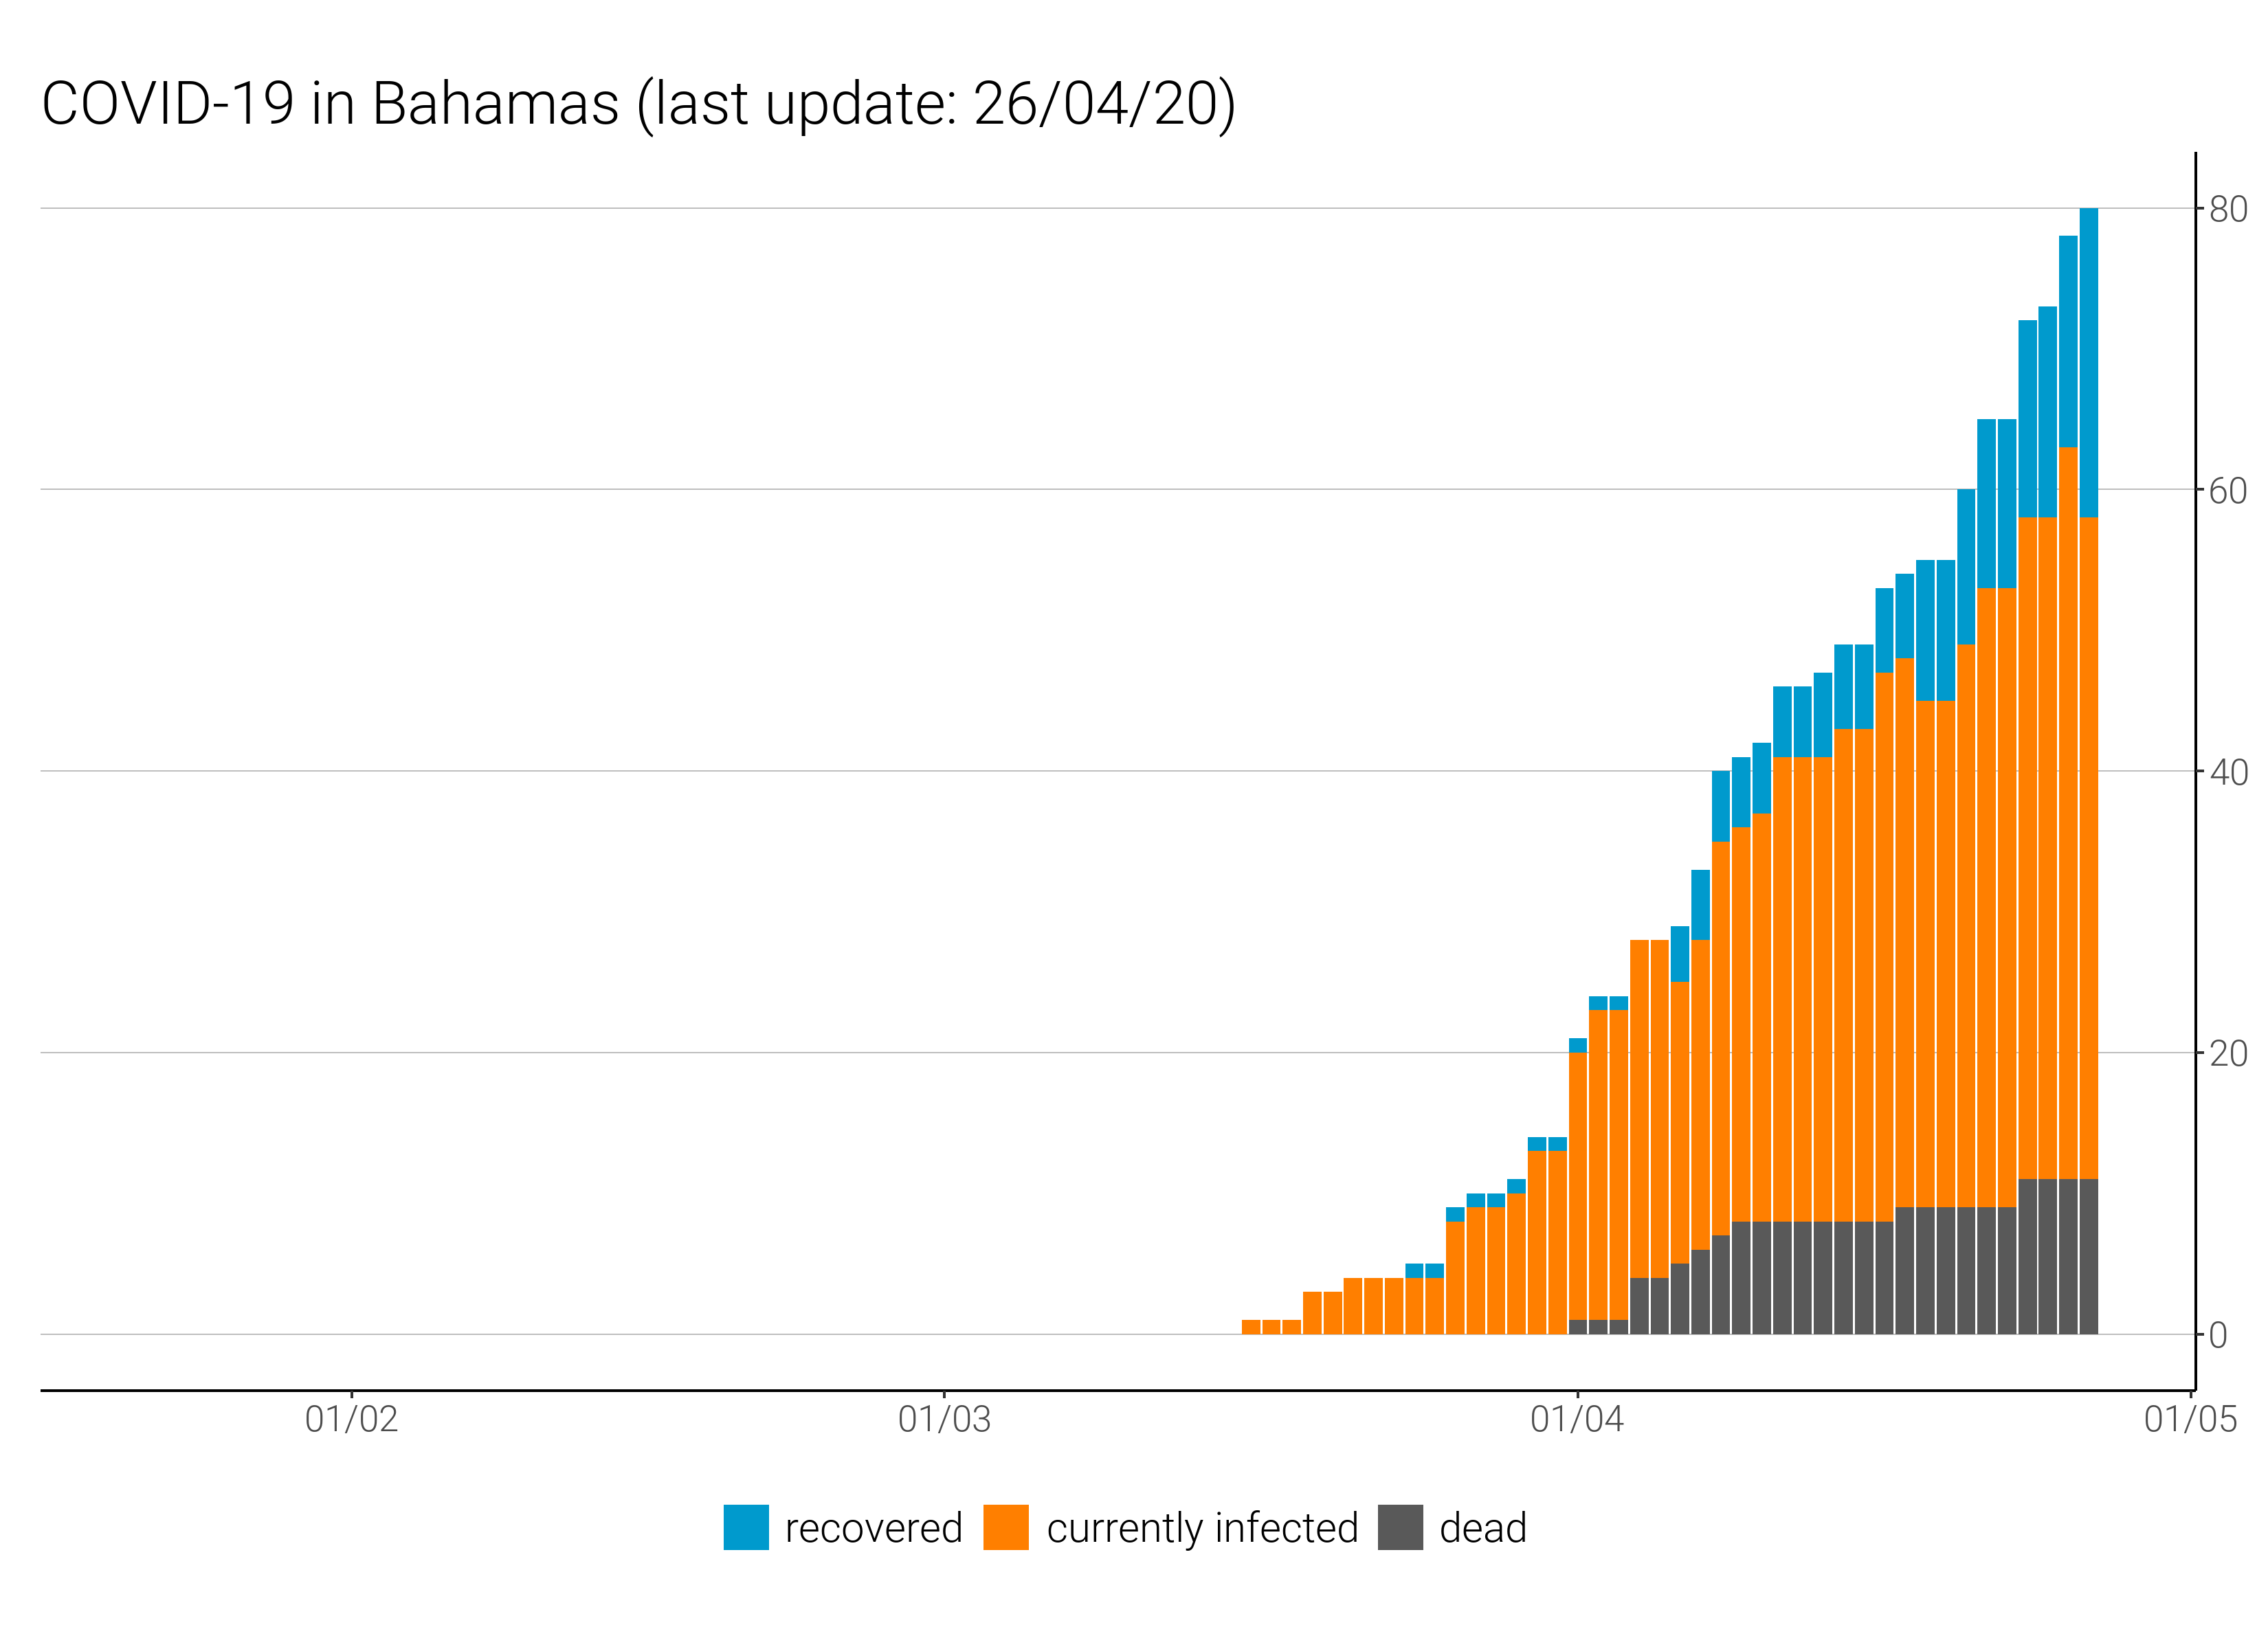 COVID-19 in Bahamas (last update: 26/04/20)
80
60
40
20
0
01/02 01/03 01/04 01/05
recovered currently infected dead